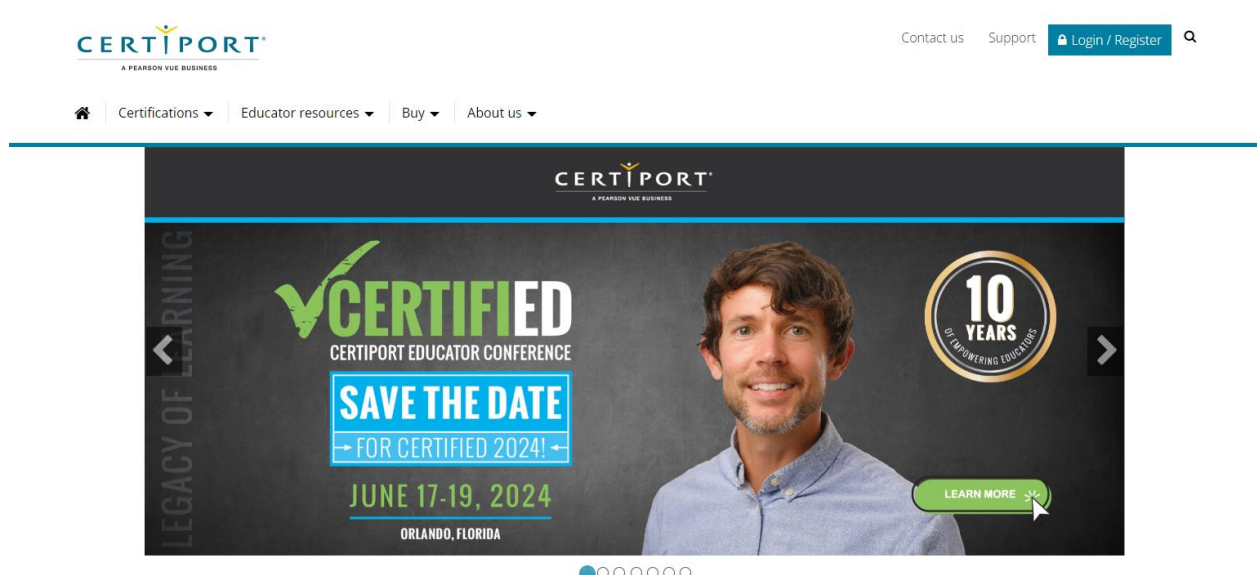 CERTIPORT
A PEARSON VUE BUSINESS
Contact us Support Login / Register
Certifications Educator resources Buy About us
CERTIPORT
A PEARSON VUE BUSINESS
LEGACY OF LEARNING
CERTIFIED
CERTIPORT EDUCATOR CONFERENCE
SAVE THE DATE
FOR CERTIFIED 2024!
JUNE 17-19, 2024
ORLANDO, FLORIDA
10
YEARS
OF EMPOWERING EDUCATORS
LEARN MORE